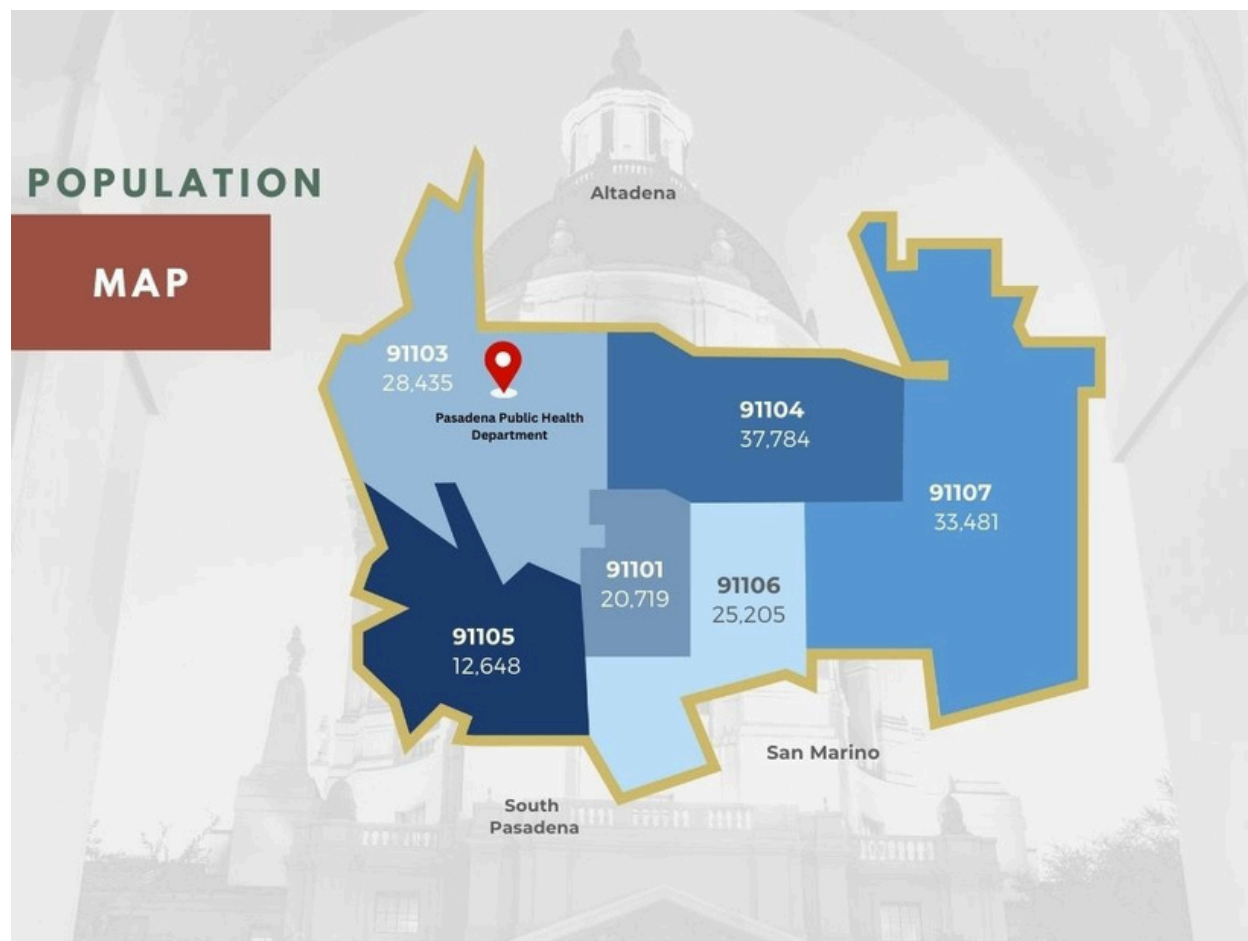 POPULATION
MAP
Altadena
91103
28,435
Pasadena Public Health
Department
91104
37,784
91107
33,481
91101
20,719
91106
25,205
91105
12,648
San Marino
South
Pasadena